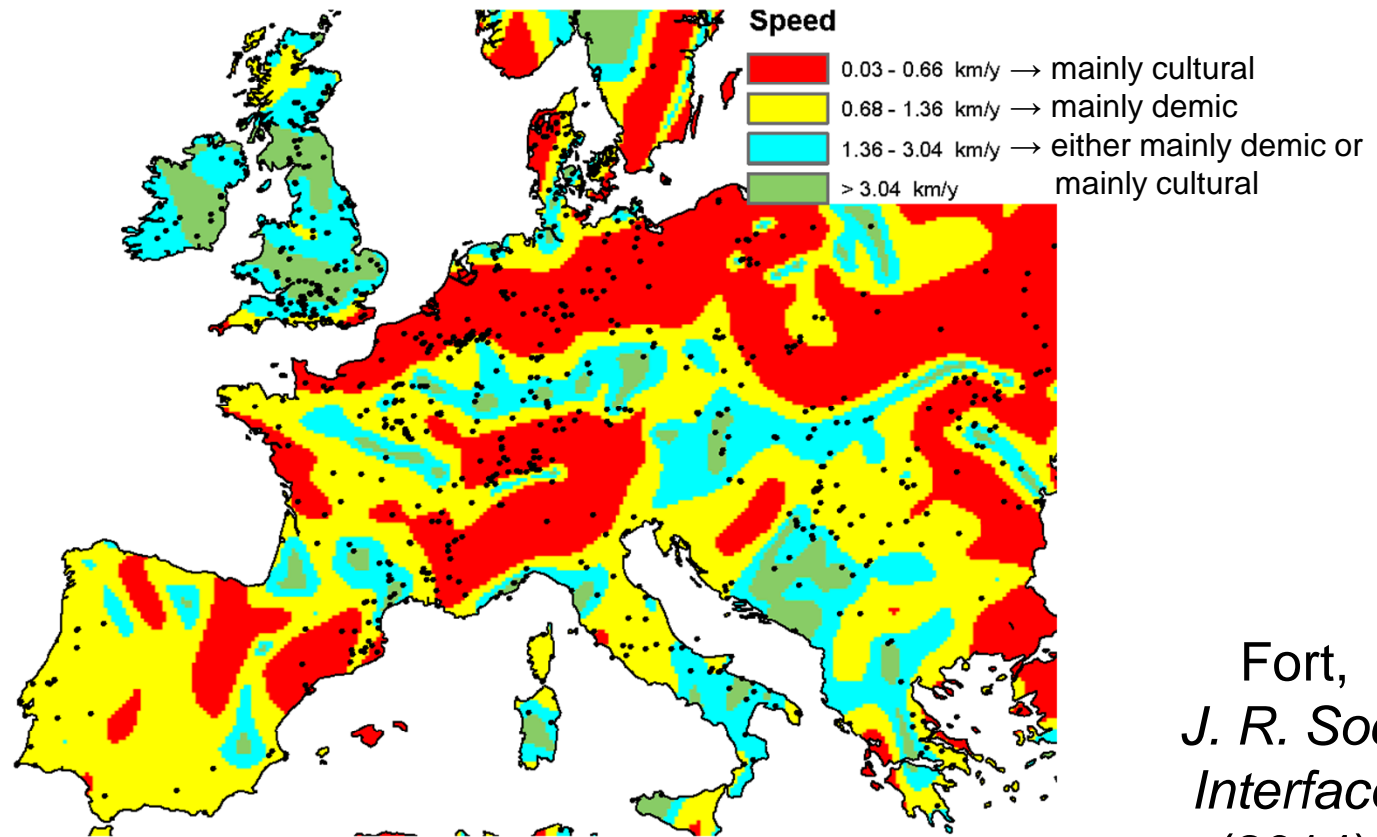 Speed
0.03 - 0.66 km/y → mainly cultural
0.68 - 1.36 km/y → mainly demic
1.36 - 3.04 km/y → either mainly demic or
> 3.04 km/y mainly cultural
Fort,
J. R. Soc
Interface